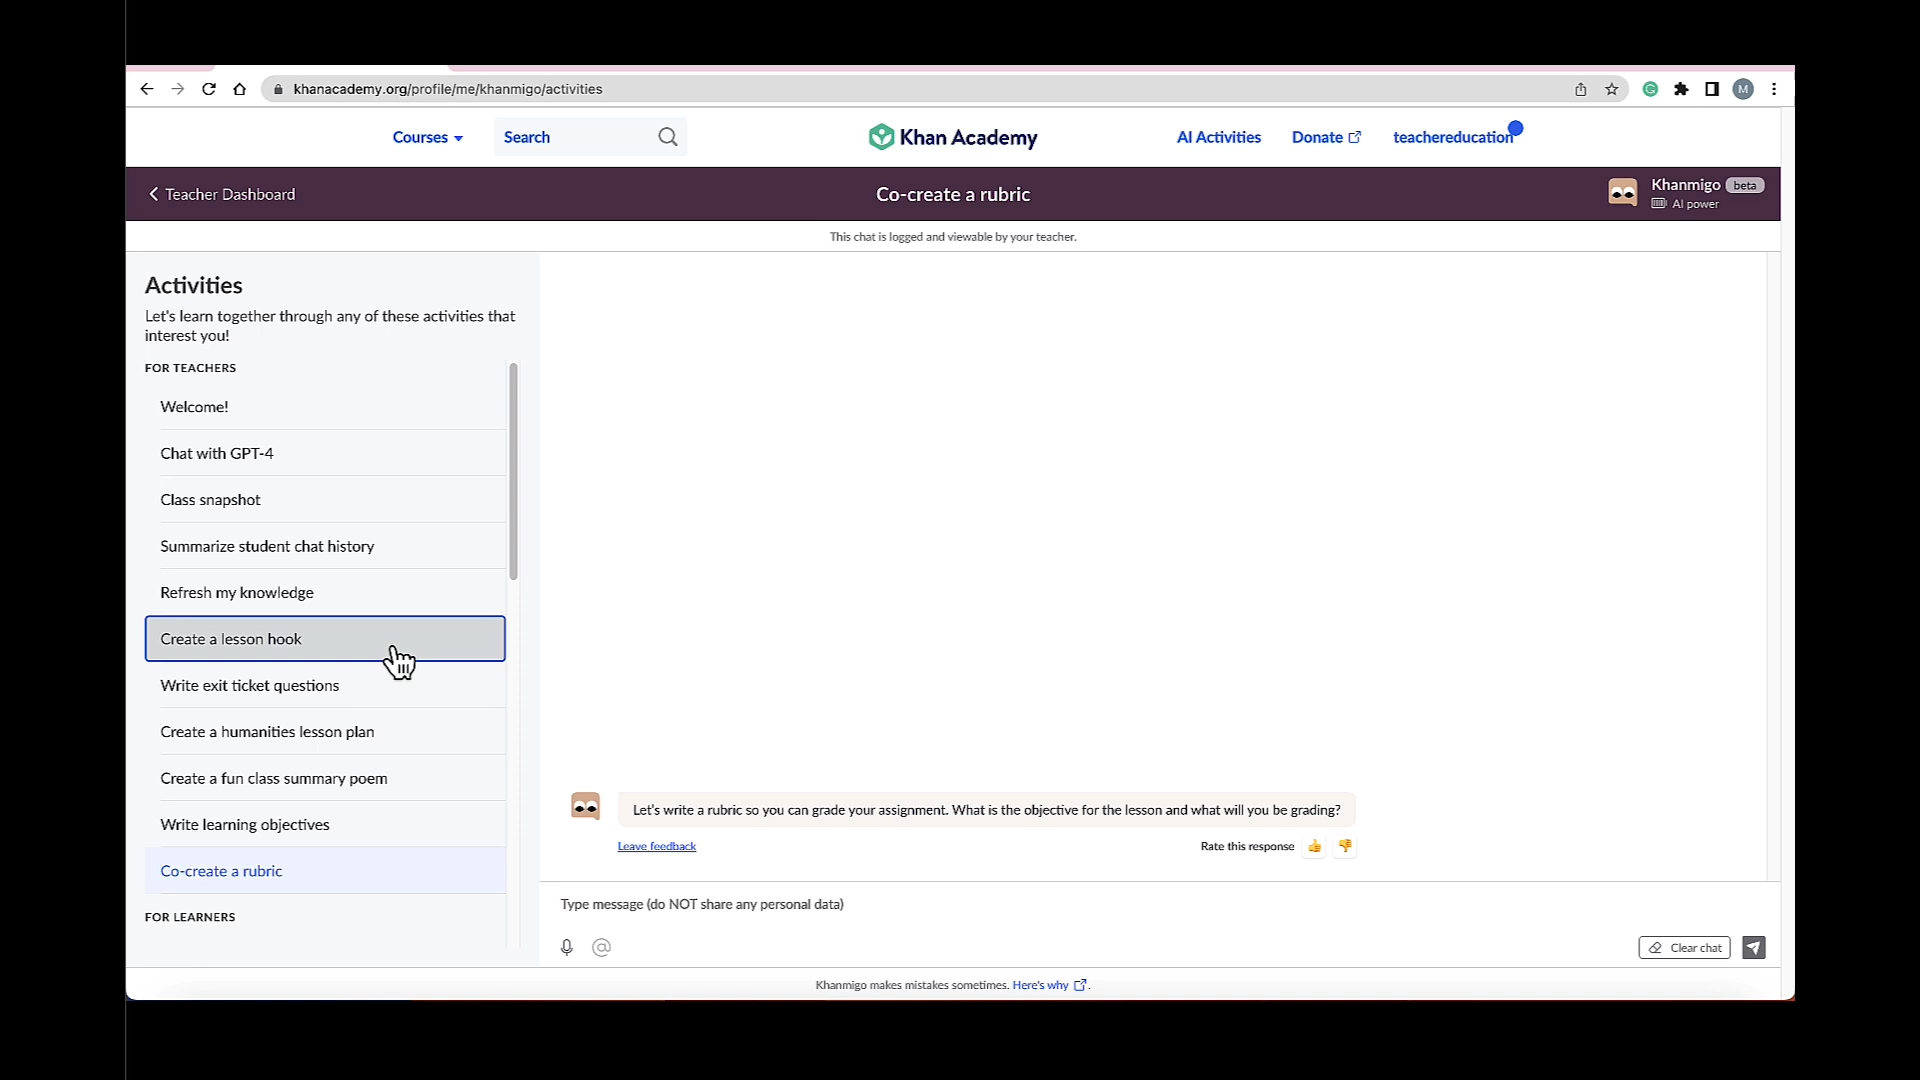 khanacademy.org/profile/me/khanmigo/activities
M
Courses
Search
Khan Academy
AI Activities
Donate
teachereducation
Teacher Dashboard
Co-create a rubric
Khanmigo beta
AI power
This chat is logged and viewable by your teacher.
Activities
Let's learn together through any of these activities that
interest you!
FOR TEACHERS
Welcome!
Chat with GPT-4
Class snapshot
Summarize student chat history
Refresh my knowledge
Create a lesson hook
Write exit ticket questions
Create a humanities lesson plan
Create a fun class summary poem
Write learning objectives
Co-create a rubric
FOR LEARNERS
Let's write a rubric so you can grade your assignment. What is the objective for the lesson and what will you be grading?
Leave feedback
Rate this response
Type message (do NOT share any personal data)
@
Clear chat
Khanmigo makes mistakes sometimes. Here's why.